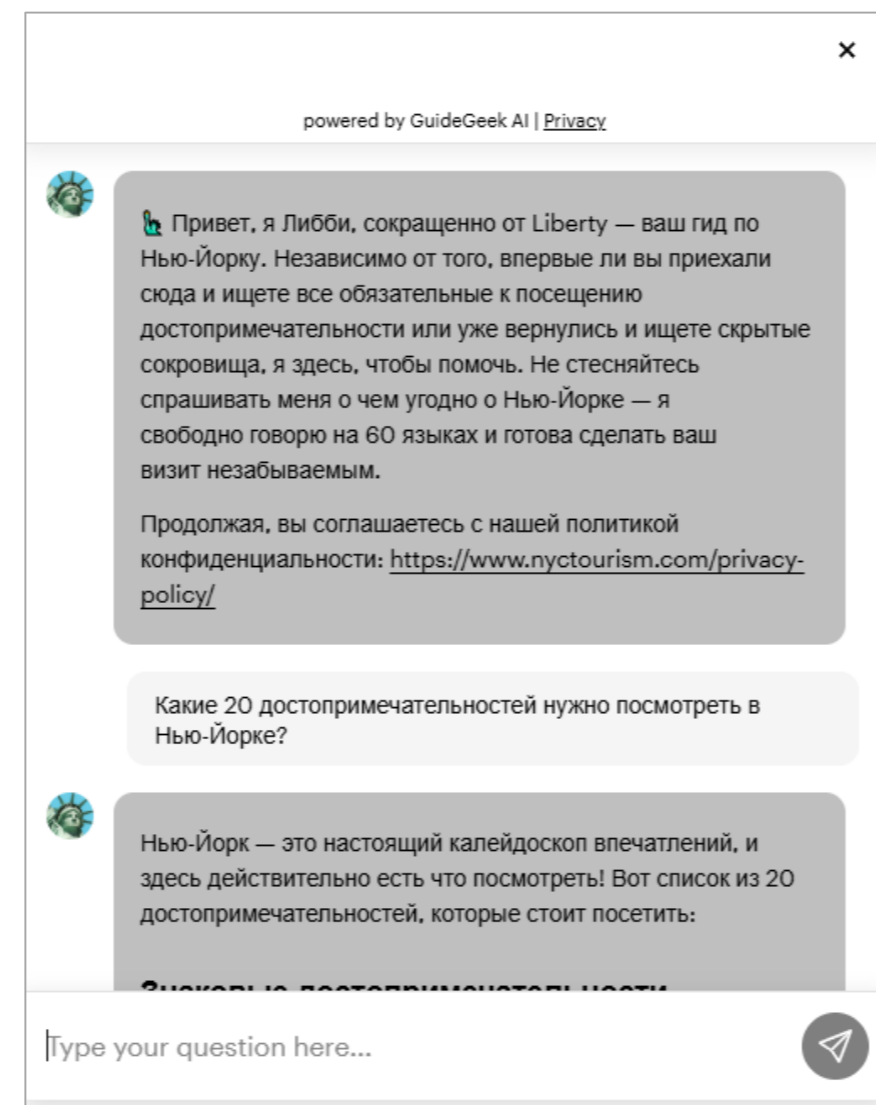 powered by GuideGeek AI | Privacy
Привет, я Либби, сокращенно от Liberty — ваш гид по
Нью-Йорку. Независимо от того, впервые ли вы приехали
сюда и ищете все обязательные к посещению
достопримечательности или уже вернулись и ищете скрытые
сокровища, я здесь, чтобы помочь. Не стесняйтесь
спрашивать меня о чем угодно о Нью-Йорке — я
свободно говорю на 60 языках и готова сделать ваш
визит незабываемым.
Продолжая, вы соглашаетесь с нашей политикой
конфиденциальности: https://www.nyctourism.com/privacy-
policy/
Какие 20 достопримечательностей нужно посмотреть в
Нью-Йорке?
Нью-Йорк — это настоящий калейдоскоп впечатлений, и
здесь действительно есть что посмотреть! Вот список из 20
достопримечательностей, которые стоит посетить:
Знаковые достопримечательности
Type your question here...